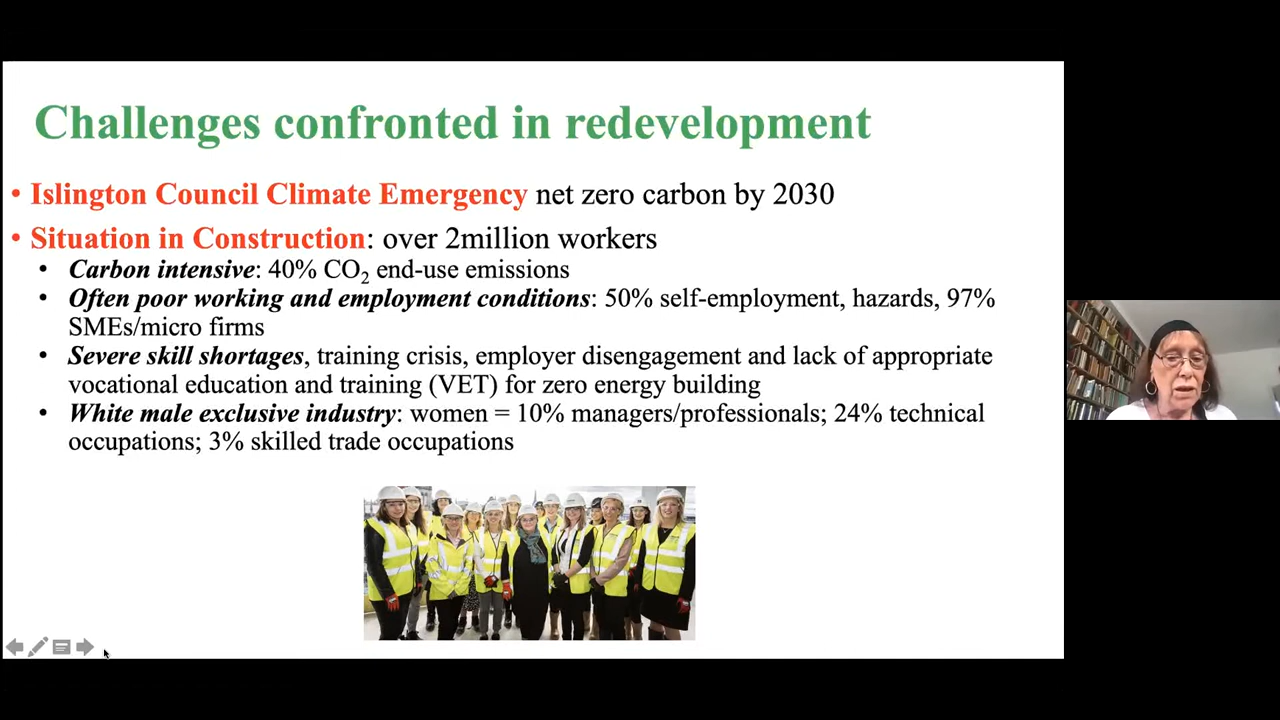 Challenges confronted in redevelopment
• Islington Council Climate Emergency net zero carbon by 2030
• Situation in Construction: over 2million workers
• Carbon intensive: 40% CO₂ end-use emissions
• Often poor working and employment conditions: 50% self-employment, hazards, 97%
SMEs/micro firms
• Severe skill shortages, training crisis, employer disengagement and lack of appropriate
vocational education and training (VET) for zero energy building
• White male exclusive industry: women = 10% managers/professionals; 24% technical
occupations; 3% skilled trade occupations